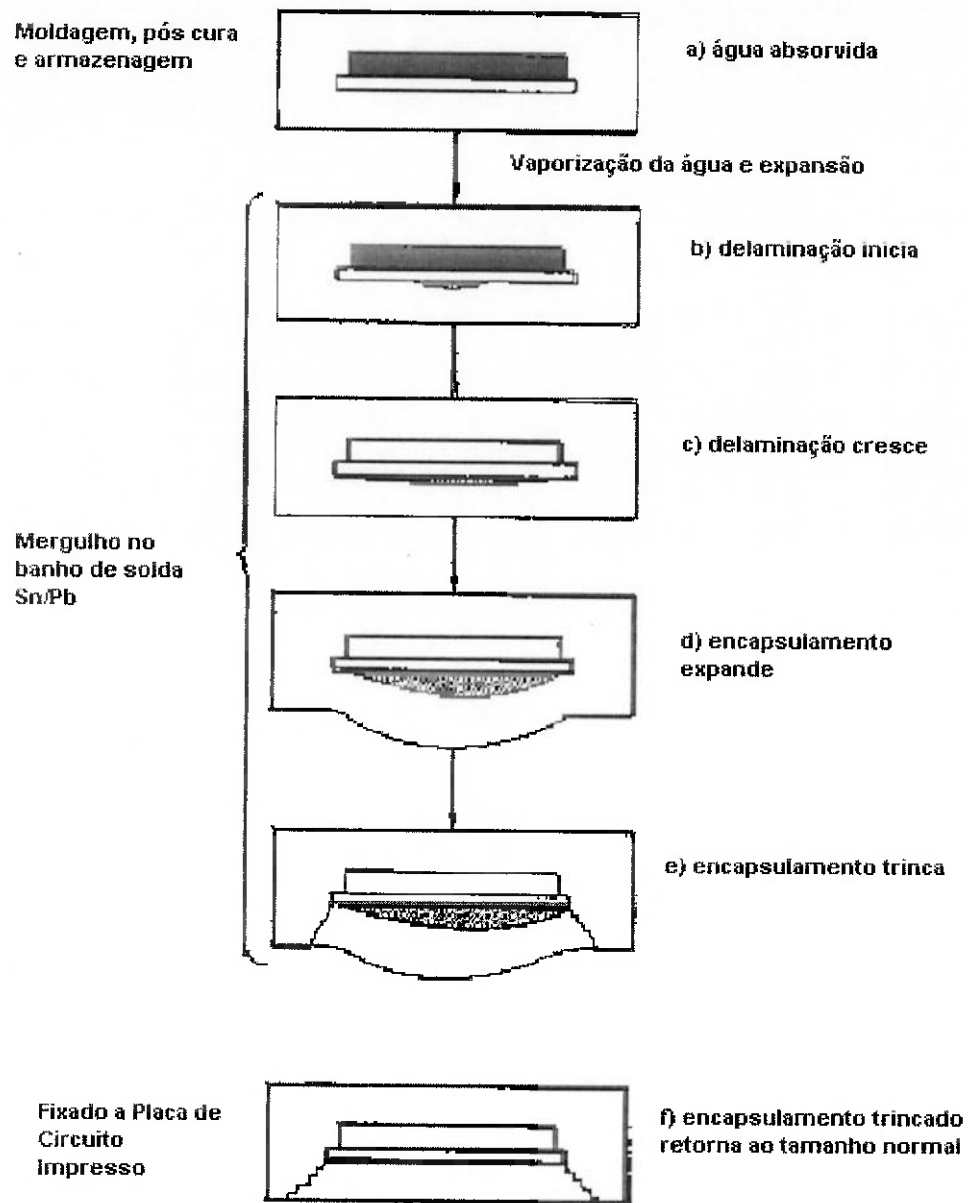 Moldagem, pós cura
e armazenagem
a) água absorvida
Vaporização da água e expansão
b) delaminação inicia
c) delaminação cresce
Mergulho no
banho de solda
Sn/Pb
d) encapsulamento
expande
e) encapsulamento trinca
Fixado a Placa de
Circuito
Impresso
f) encapsulamento trincado
retorna ao tamanho normal